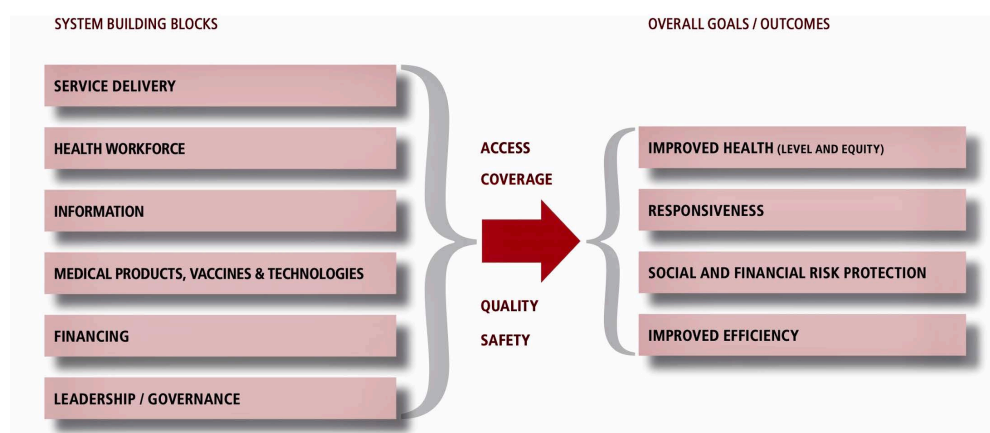 SYSTEM BUILDING BLOCKS
OVERALL GOALS / OUTCOMES
SERVICE DELIVERY
HEALTH WORKFORCE
INFORMATION
MEDICAL PRODUCTS, VACCINES & TECHNOLOGIES
FINANCING
LEADERSHIP / GOVERNANCE
ACCESS
COVERAGE
QUALITY
SAFETY
IMPROVED HEALTH (LEVEL AND EQUITY)
RESPONSIVENESS
SOCIAL AND FINANCIAL RISK PROTECTION
IMPROVED EFFICIENCY